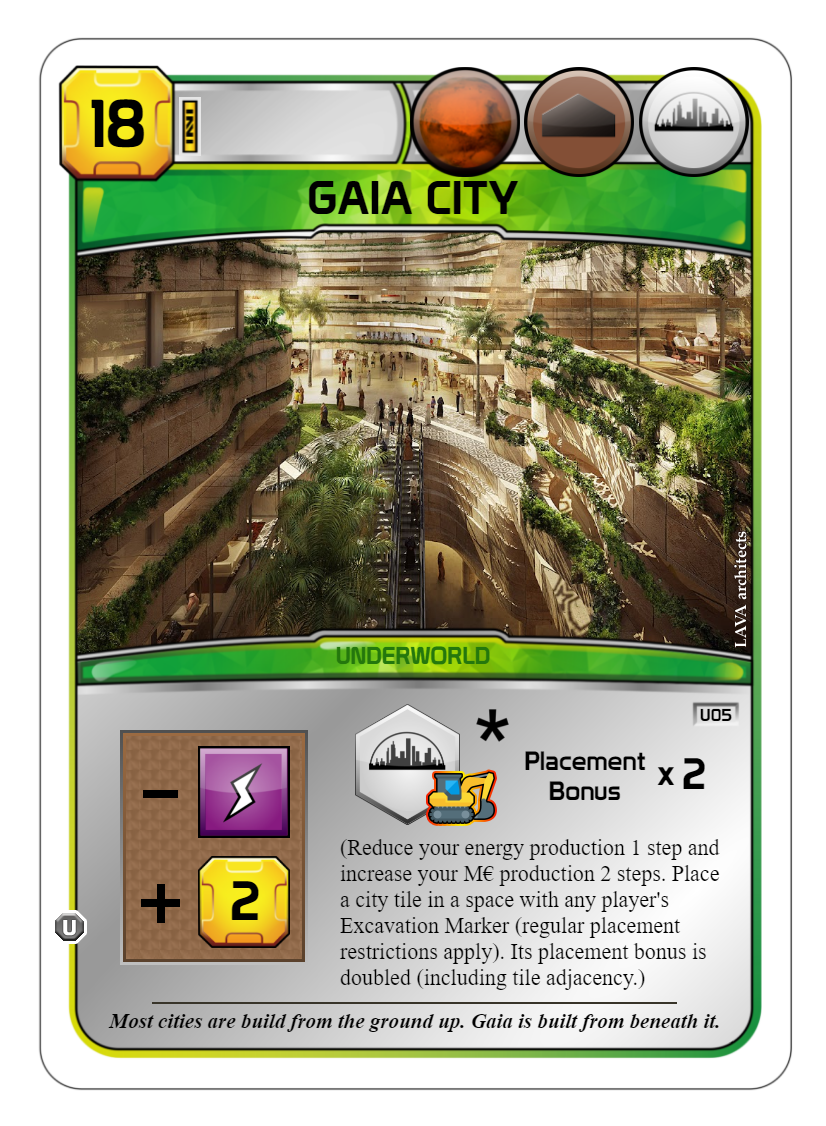 18
GAIA CITY
LAVA architects
UNDERWORLD
U05
*
Placement
Bonus
x 2
−
+ 2
(Reduce your energy production 1 step and
increase your M€ production 2 steps. Place
a city tile in a space with any player's
Excavation Marker (regular placement
restrictions apply). Its placement bonus is
doubled (including tile adjacency.)
U
Most cities are build from the ground up. Gaia is built from beneath it.